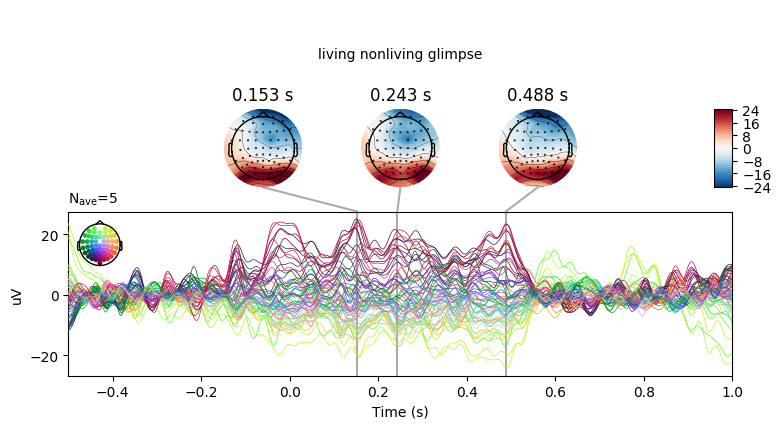 living nonliving glimpse
0.153 s 0.243 s 0.488 s
24
16
8
0
−8
−16
−24
Nave=5
20
0
−20
uV
−0.4 −0.2 0.0 0.2 0.4 0.6 0.8 1.0
Time (s)